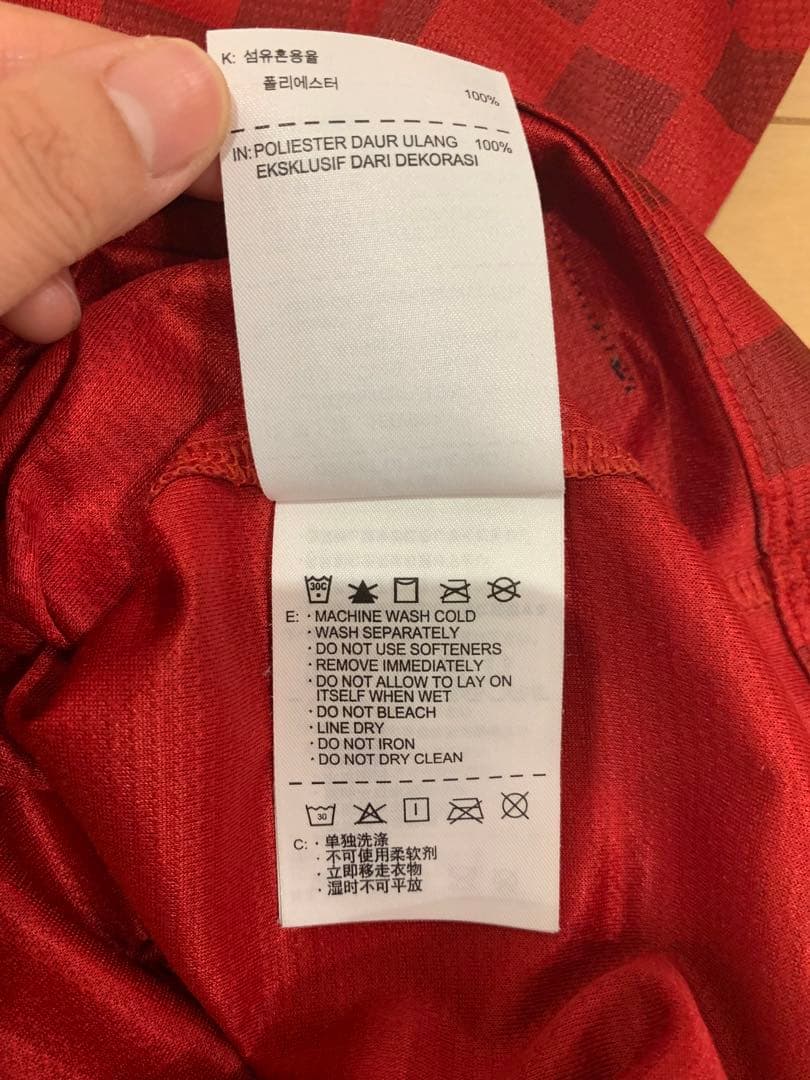 K: 섬유혼용율
폴리에스터 100%
IN: POLIESTER DAUR ULANG 100%
EKSKLUSIF DARI DEKORASI
30C
E: · MACHINE WASH COLD
· WASH SEPARATELY
· DO NOT USE SOFTENERS
· REMOVE IMMEDIATELY
· DO NOT ALLOW TO LAY ON
ITSELF WHEN WET
· DO NOT BLEACH
· LINE DRY
· DO NOT IRON
· DO NOT DRY CLEAN
30
C: · 单独洗涤
· 不可使用柔软剂
· 立即移走衣物
· 湿时不可平放